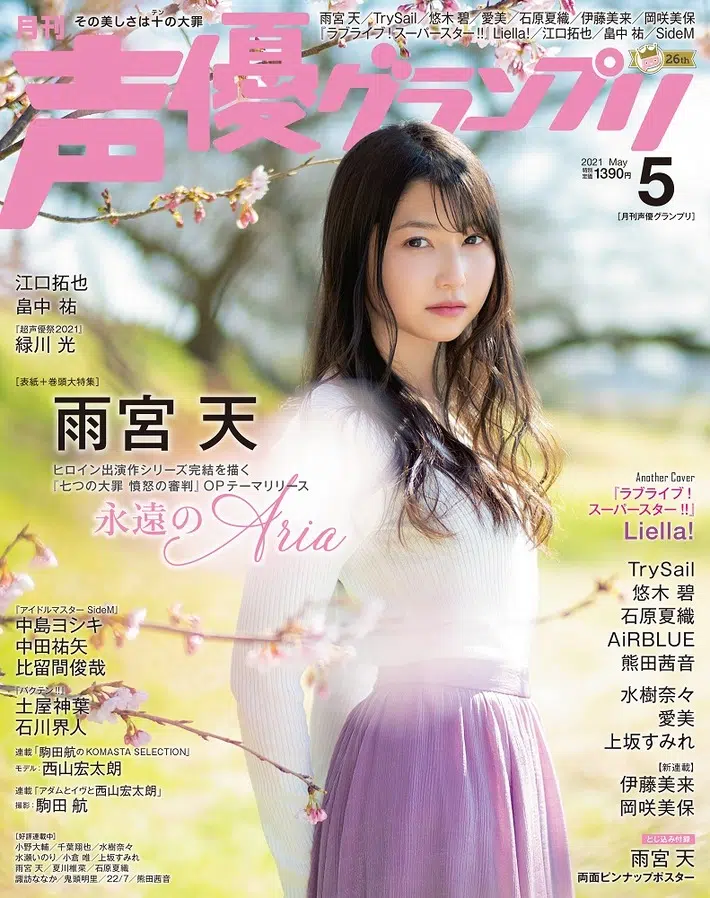 月刊
その美しさは十の大罪
テン
雨宮 天／TrySail／悠木 碧／愛美／石原夏織／伊藤美来／岡咲美保
『ラブライブ！スーパースター!!』Liella!／江口拓也／畠中 祐／SideM
声優グランプリ
26th
2021 May
特別定価1390円
5
[月刊声優グランプリ]
江口拓也
畠中 祐
『超声優祭2021』
緑川 光
[表紙＋巻頭大特集]
雨宮 天
ヒロイン出演作シリーズ完結を描く
『七つの大罪 憤怒の審判』OPテーマリリース
永遠のAria
Another Cover
『ラブライブ！
スーパースター!!』
Liella!
TrySail
悠木 碧
石原夏織
AiRBLUE
熊田茜音
水樹奈々
愛美
上坂すみれ
【新連載】
伊藤美来
岡咲美保
とじ込み付録
雨宮 天
両面ピンナップポスター
『アイドルマスター SideM』
中島ヨシキ
中田祐矢
比留間俊哉
『バクテン!!』
土屋神葉
石川界人
連載「駒田航のKOMASTA SELECTION」
モデル：西山宏太朗
連載「アダムとイヴと西山宏太朗」
撮影：駒田 航
[好評連載中]
小野大輔／千葉翔也／水樹奈々
水瀬いのり／小倉 唯／上坂すみれ
雨宮 天／夏川椎菜／石原夏織
諏訪ななか／鬼頭明里／22/7／熊田茜音